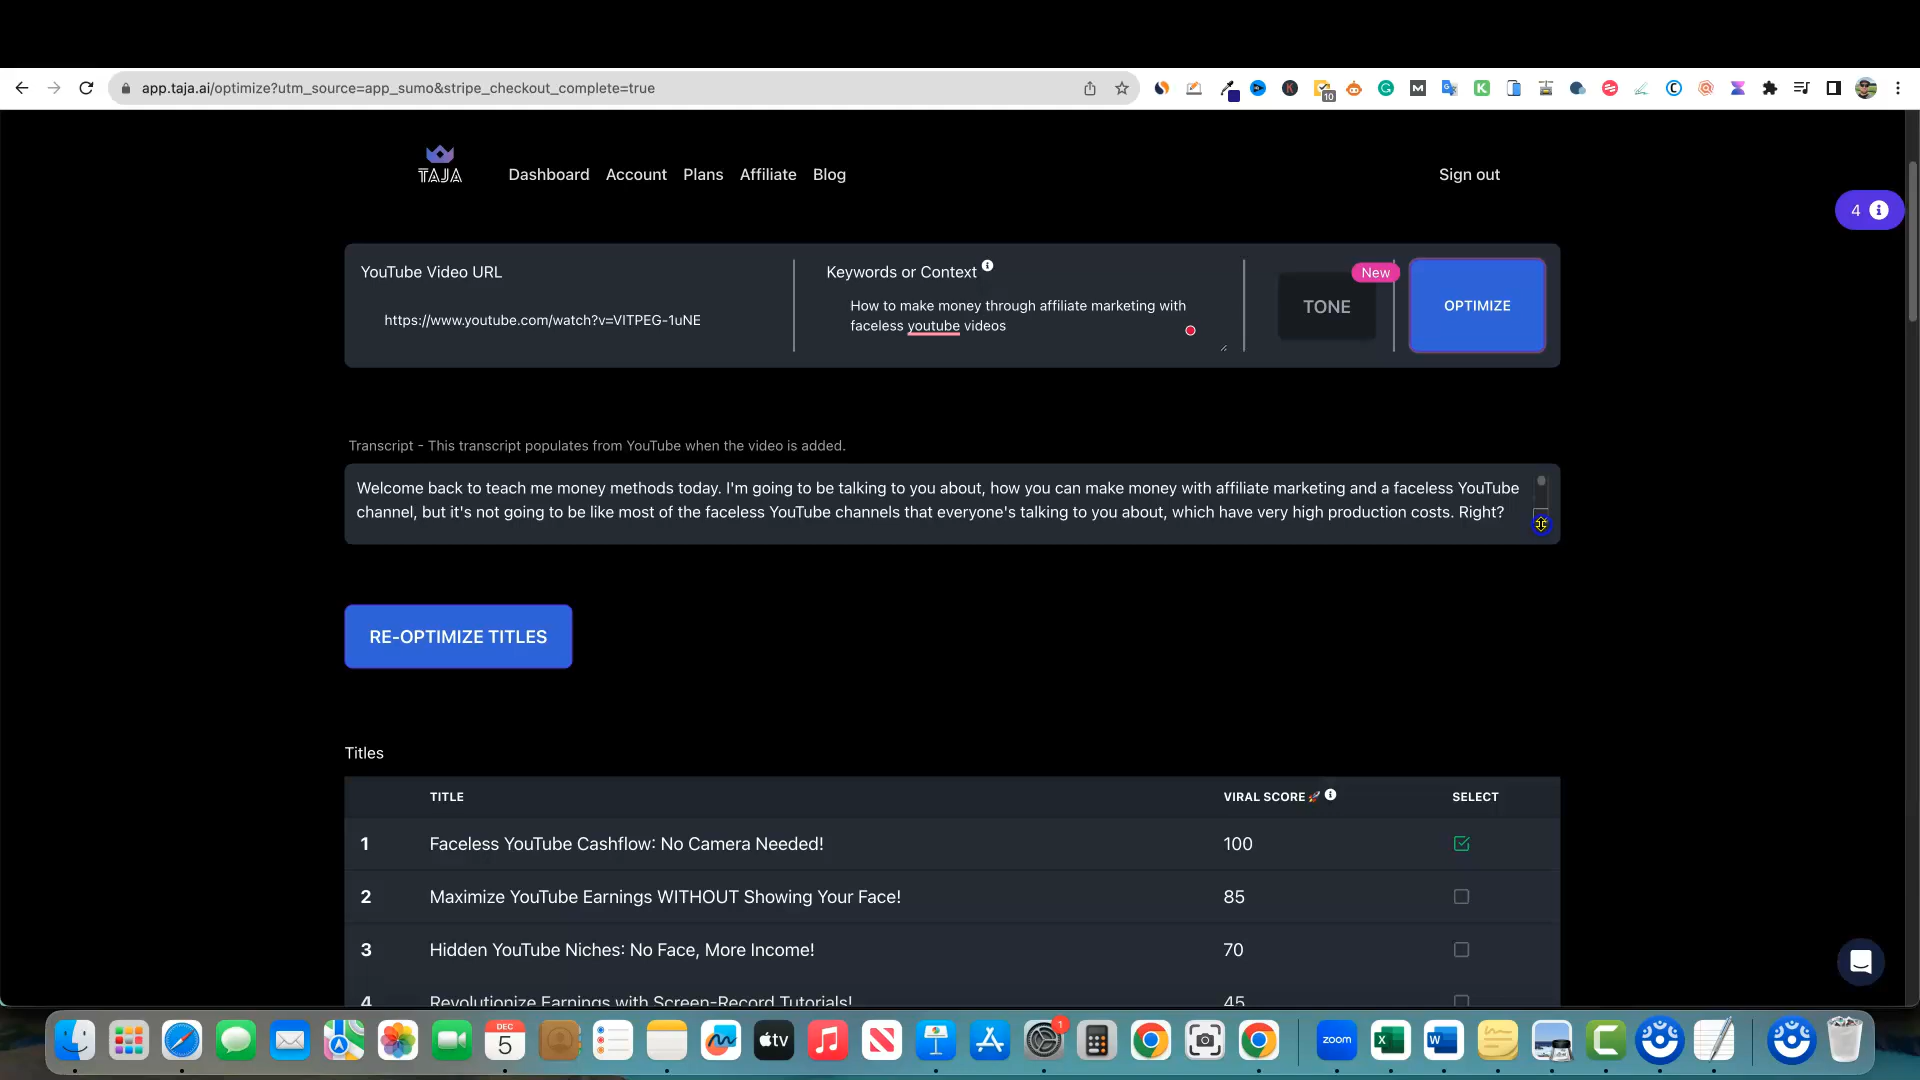 app.taja.ai/optimize?utm_source=app_sumo&stripe_checkout_complete=true
10
TAJA
Dashboard Account Plans Affiliate Blog Sign out
4
YouTube Video URL
https://www.youtube.com/watch?v=VITPEG-1uNE
Keywords or Context
How to make money through affiliate marketing with
faceless youtube videos
New
TONE
OPTIMIZE
Transcript - This transcript populates from YouTube when the video is added.
Welcome back to teach me money methods today. I'm going to be talking to you about, how you can make money with affiliate marketing and a faceless YouTube
channel, but it's not going to be like most of the faceless YouTube channels that everyone's talking to you about, which have very high production costs. Right?
RE-OPTIMIZE TITLES
Titles
TITLE VIRAL SCORE🚀 SELECT
1 Faceless YouTube Cashflow: No Camera Needed! 100
2 Maximize YouTube Earnings WITHOUT Showing Your Face! 85
3 Hidden YouTube Niches: No Face, More Income! 70
4 Revolutionize Earnings with Screen-Record Tutorials! 45
DEC
5
tv
1
zoom